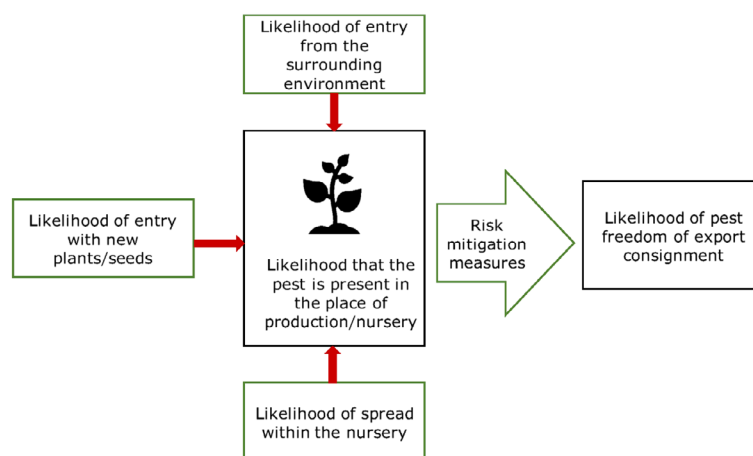 Likelihood of entry
from the
surrounding
environment
Likelihood of entry
with new
plants/seeds
Likelihood that the
pest is present in
the place of
production/nursery
Risk
mitigation
measures
Likelihood of pest
freedom of export
consignment
Likelihood of spread
within the nursery